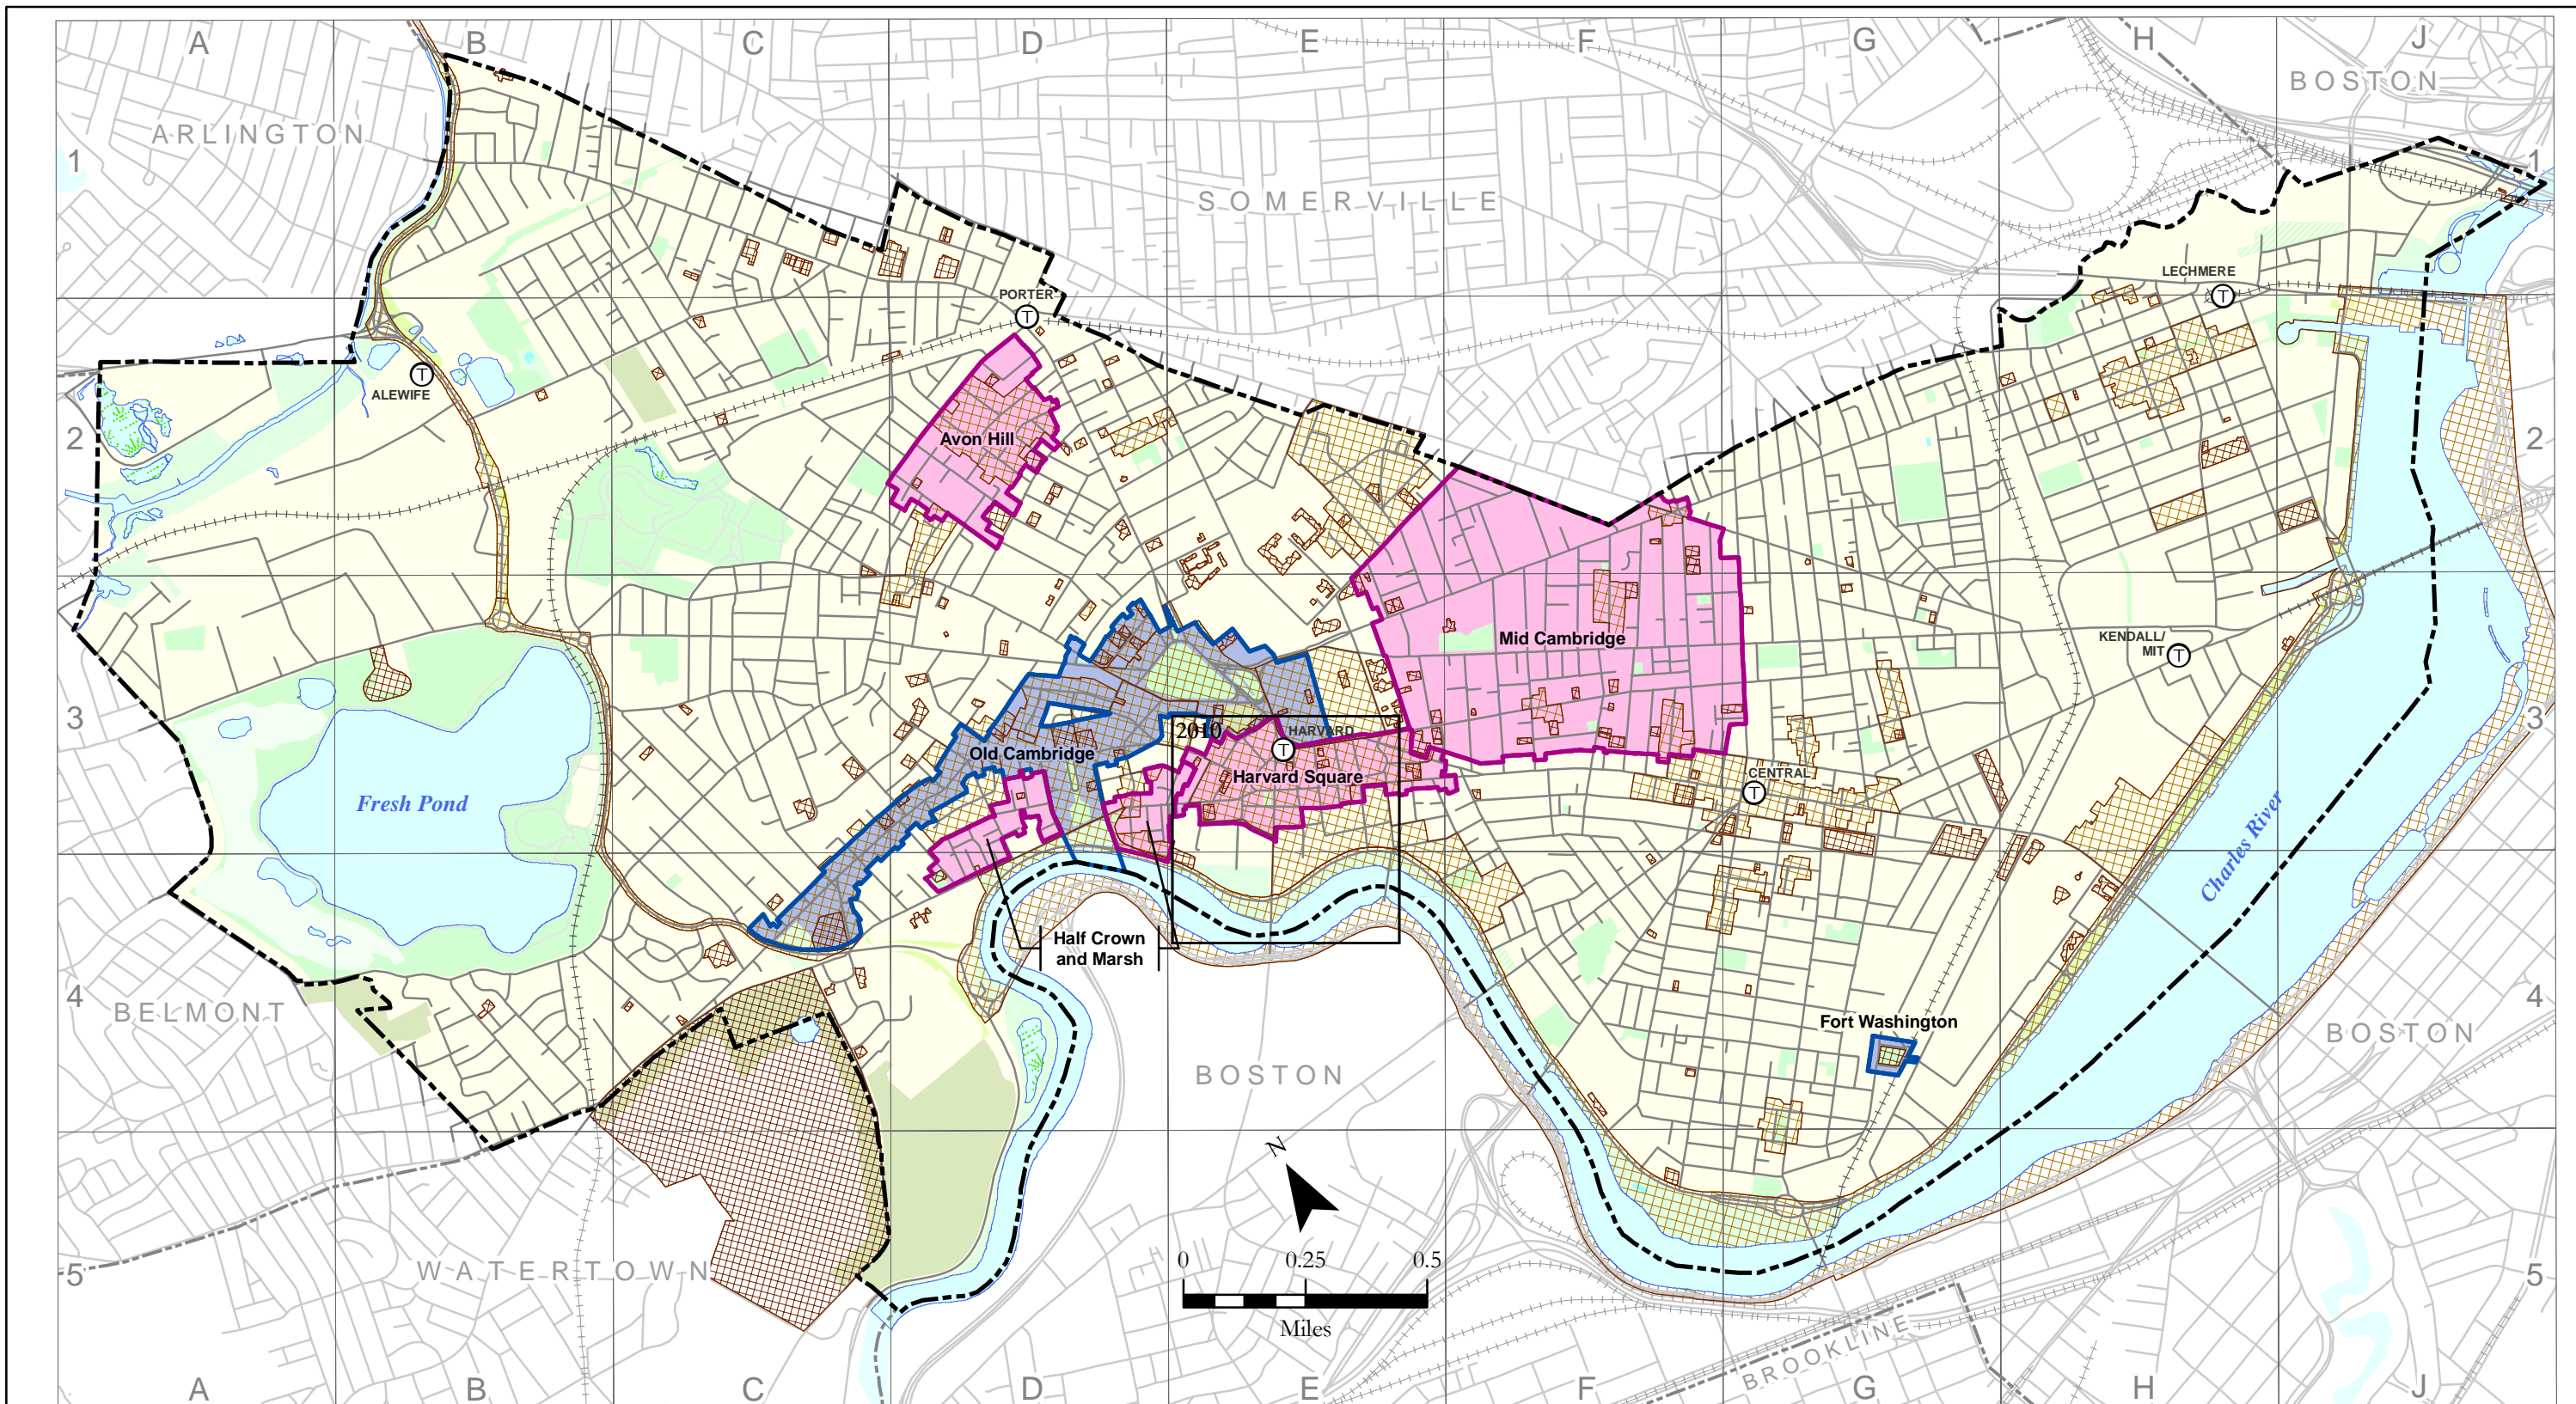 A B C D E F G H J
BOSTON
ARLINGTON
1 1
SOMERVILLE
LECHMERE
PORTER
ALEWIFE
2 2
Avon Hill
Mid Cambridge
KENDALL/
MIT
3 3
2010 HARVARD
Old Cambridge
Harvard Square
CENTRAL
Fresh Pond
Charles River
Half Crown
and Marsh
4 4
BELMONT
Fort Washington
BOSTON
BOSTON
N
0 0.25 0.5
Miles
5 5
WATERTOWN
BROOKLINE
A B C D E F G H J
T
T
T
T
T
T